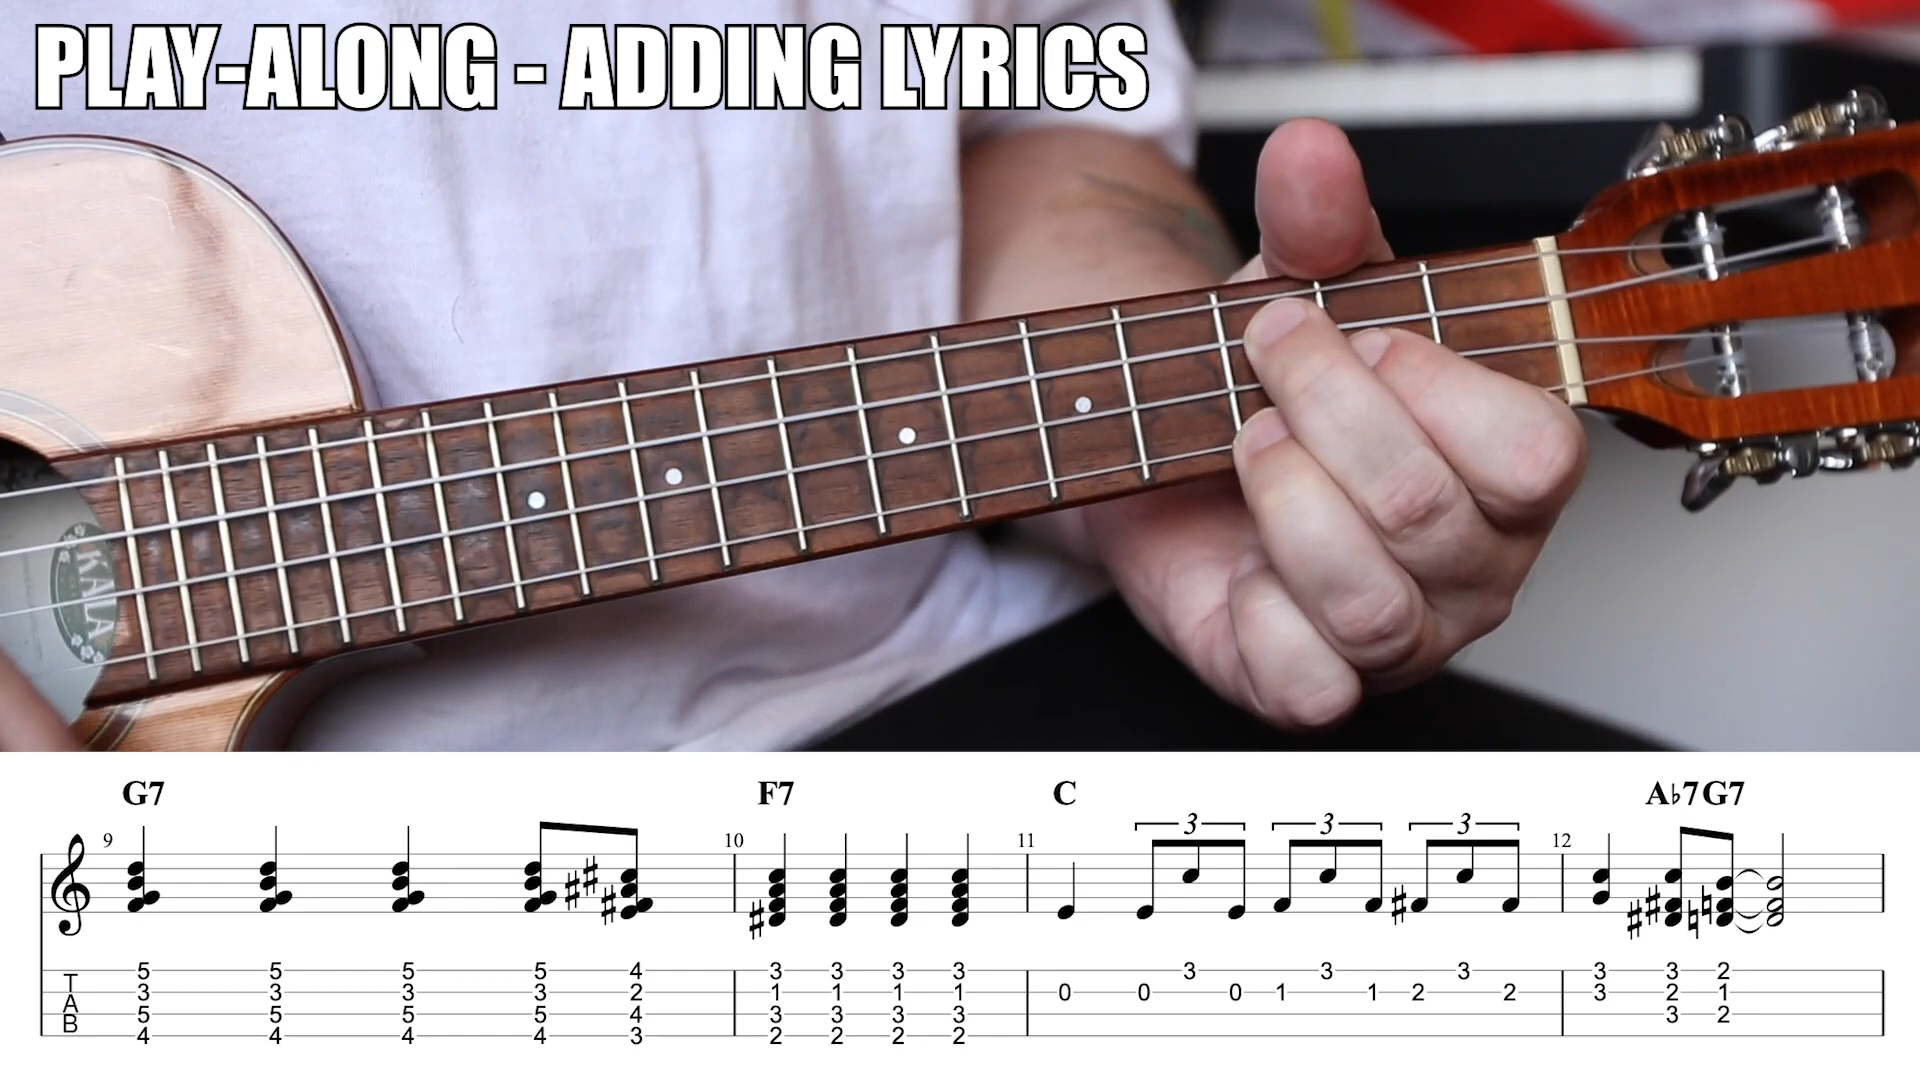 PLAY-ALONG - ADDING LYRICS
KALA
G7 F7 C A♭7 G7
9 10 11 3 3 3 12
T 5 5 5 5 4 3 3 3 3 3 3 3 3 3 2
A 3 3 3 3 2 1 1 1 1 0 0 0 1 1 2 2 3 2 1
B 5 5 5 5 4 3 3 3 3 3 2
4 4 4 4 3 2 2 2 2